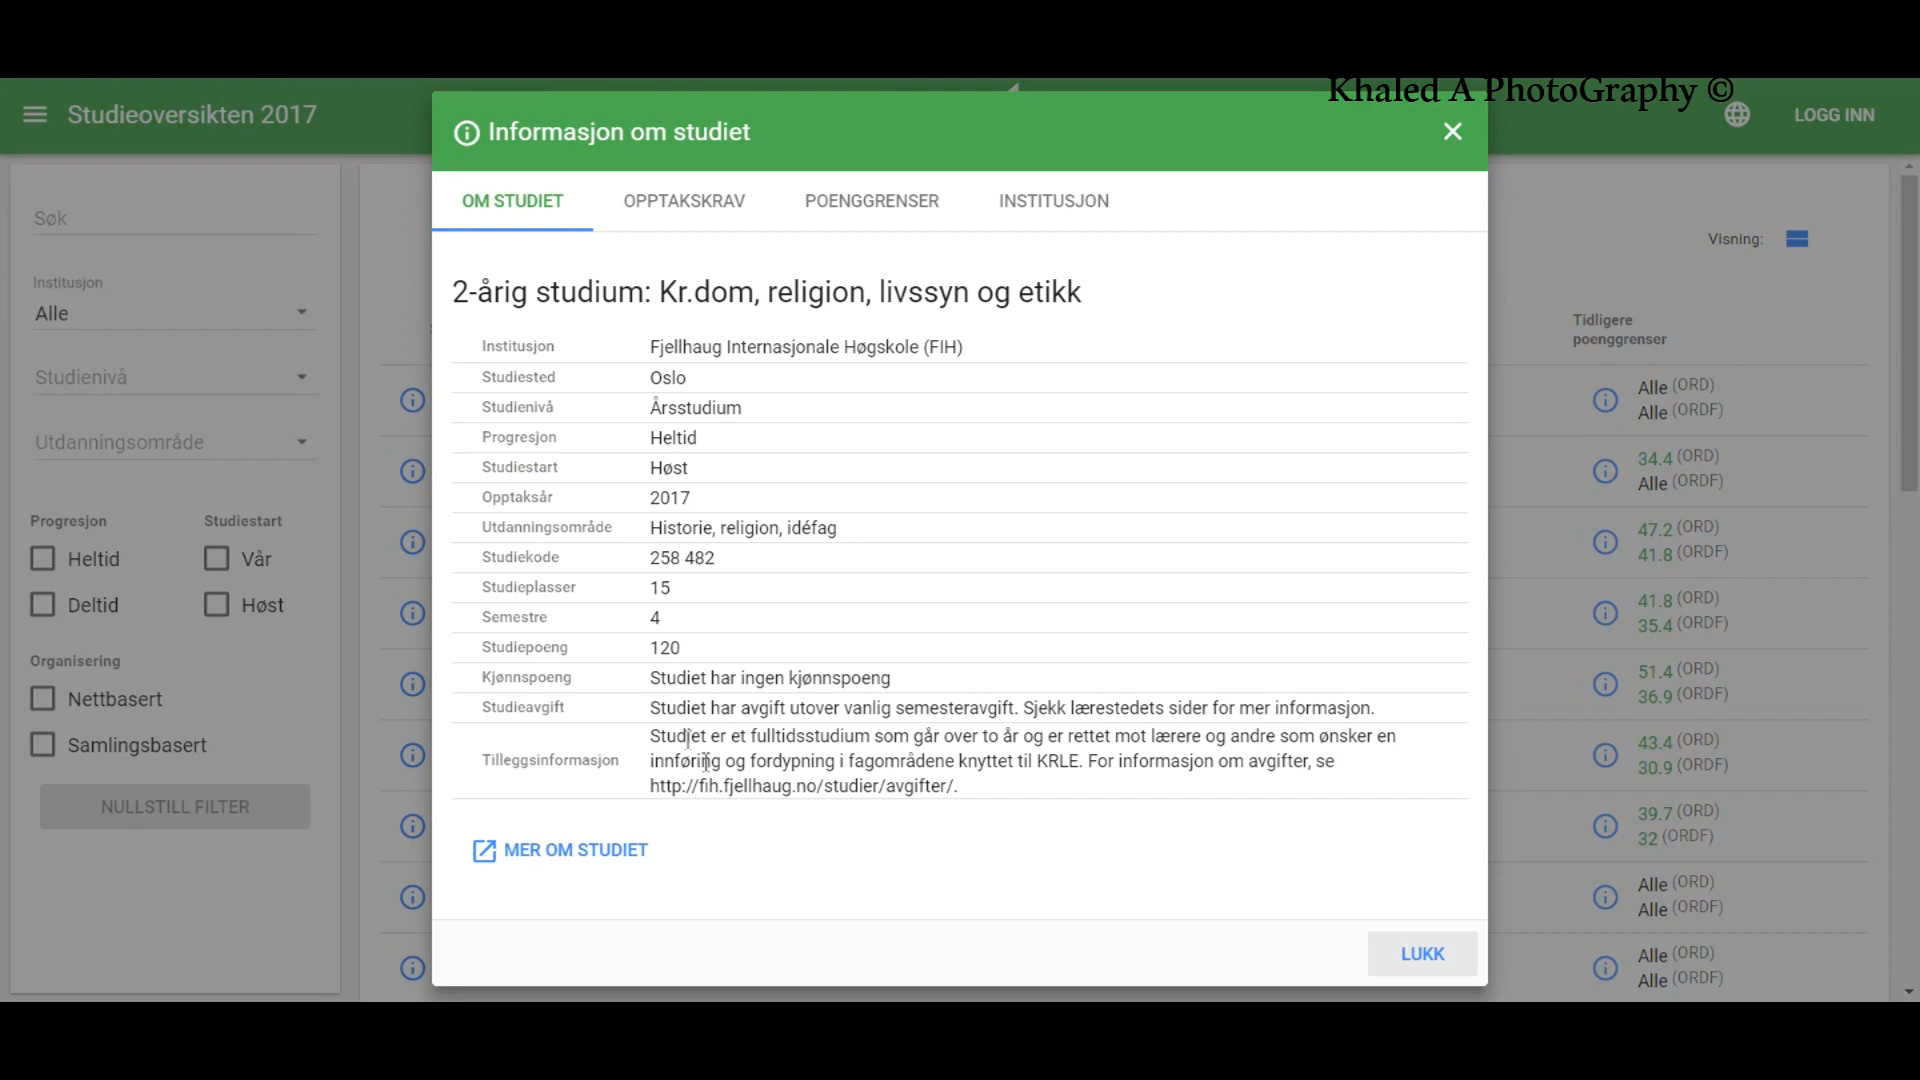 Khaled A PhotoGraphy ©
Studieoversikten 2017
LOGG INN
Informasjon om studiet
OM STUDIET
OPPTAKSKRAV
POENGGRENSER
INSTITUSJON
Søk
Institusjon
Alle
Studienivå
Utdanningsområde
Progresjon
Studiestart
Heltid
Vår
Deltid
Høst
Organisering
Nettbasert
Samlingsbasert
NULLSTILL FILTER
2-årig studium: Kr.dom, religion, livssyn og etikk
Institusjon Fjellhaug Internasjonale Høgskole (FIH)
Studiested Oslo
Studienivå Årsstudium
Progresjon Heltid
Studiestart Høst
Opptaksår 2017
Utdanningsområde Historie, religion, idéfag
Studiekode 258 482
Studieplasser 15
Semestre 4
Studiepoeng 120
Kjønnspoeng Studiet har ingen kjønnspoeng
Studieavgift Studiet har avgift utover vanlig semesteravgift. Sjekk lærestedets sider for mer informasjon.
Tilleggsinformasjon
Studiet er et fulltidsstudium som går over to år og er rettet mot lærere og andre som ønsker en
innføring og fordypning i fagområdene knyttet til KRLE. For informasjon om avgifter, se
http://fih.fjellhaug.no/studier/avgifter/.
MER OM STUDIET
LUKK
Visning:
Tidligere
poenggrenser
Alle (ORD)
Alle (ORDF)
34.4 (ORD)
Alle (ORDF)
47.2 (ORD)
41.8 (ORDF)
41.8 (ORD)
35.4 (ORDF)
51.4 (ORD)
36.9 (ORDF)
43.4 (ORD)
30.9 (ORDF)
39.7 (ORD)
32 (ORDF)
Alle (ORD)
Alle (ORDF)
Alle (ORD)
Alle (ORDF)